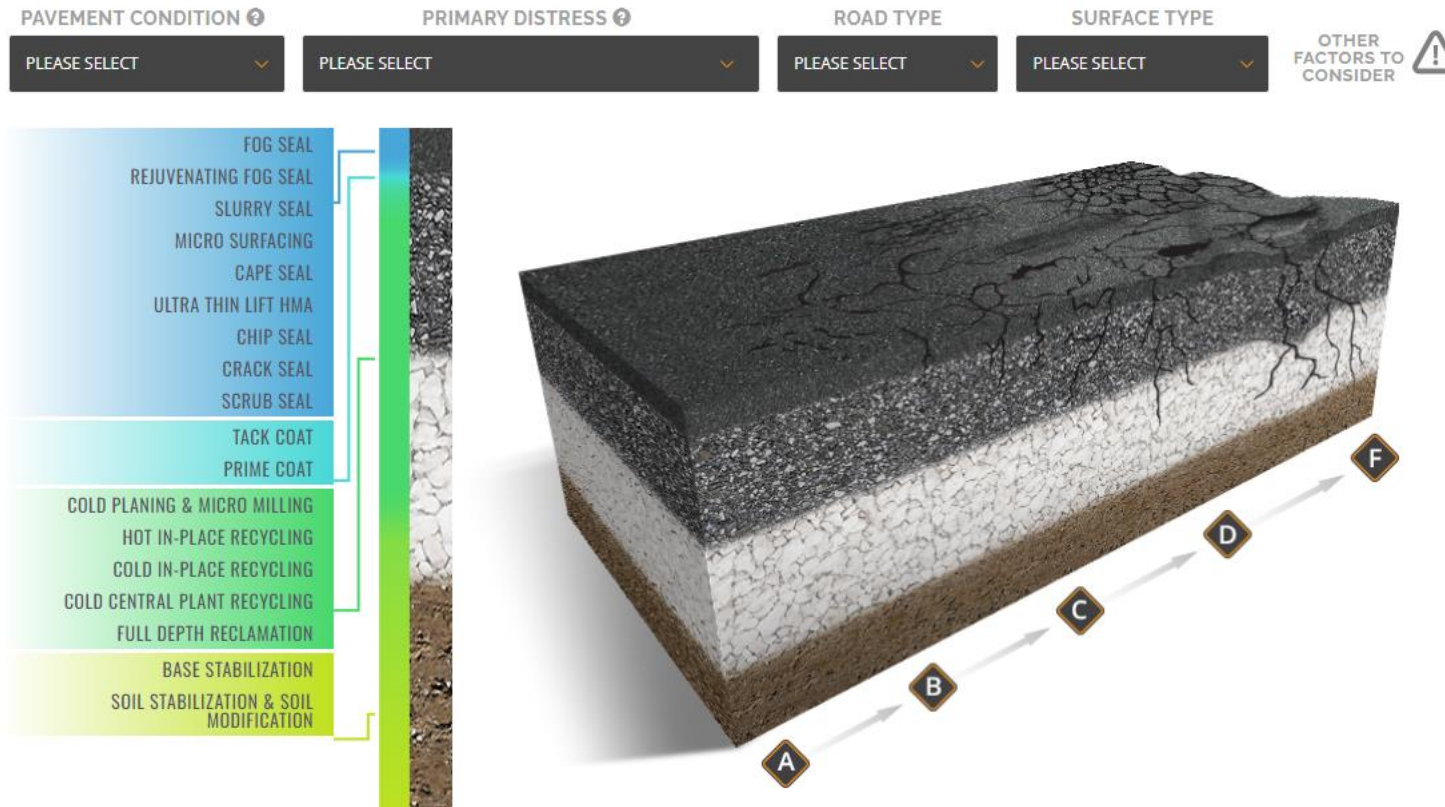 PAVEMENT CONDITION ?
PRIMARY DISTRESS ?
ROAD TYPE
SURFACE TYPE
PLEASE SELECT
PLEASE SELECT
PLEASE SELECT
PLEASE SELECT
OTHER
FACTORS TO
CONSIDER
!
FOG SEAL
REJUVENATING FOG SEAL
SLURRY SEAL
MICRO SURFACING
CAPE SEAL
ULTRA THIN LIFT HMA
CHIP SEAL
CRACK SEAL
SCRUB SEAL
TACK COAT
PRIME COAT
COLD PLANING & MICRO MILLING
HOT IN-PLACE RECYCLING
COLD IN-PLACE RECYCLING
COLD CENTRAL PLANT RECYCLING
FULL DEPTH RECLAMATION
BASE STABILIZATION
SOIL STABILIZATION & SOIL
MODIFICATION
A
B
C
D
F